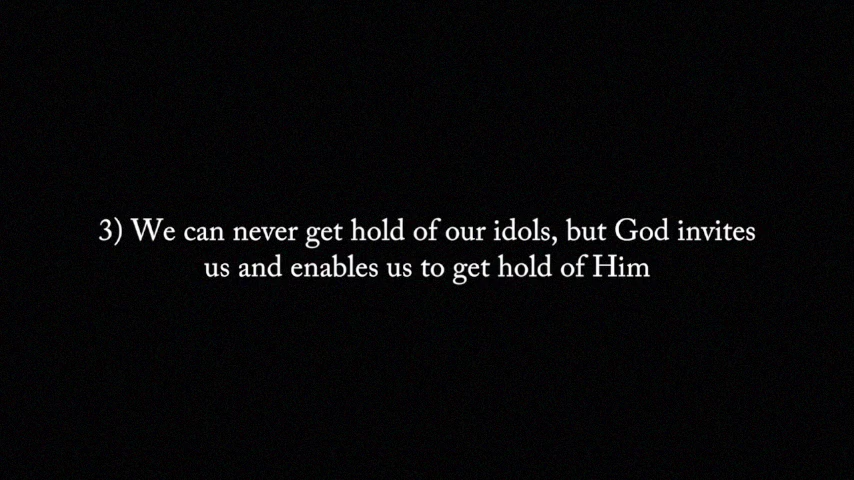 3) We can never get hold of our idols, but God invites
us and enables us to get hold of Him